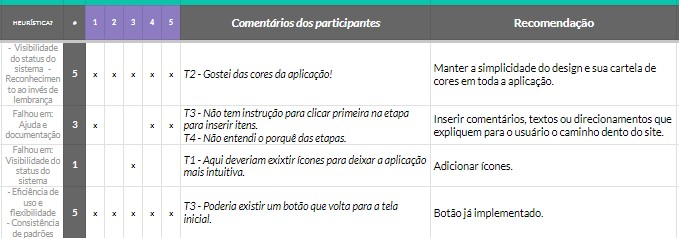 HEURÍSTICA? # 1 2 3 4 5 Comentários dos participantes Recomendação
- Visibilidade
do status do
sistema -
Reconhecimen
to ao invés de
lembrança
5 x x x x x
T2 - Gostei das cores da aplicação!
Manter a simplicidade do design e sua cartela de
cores em toda a aplicação.
Falhou em:
Ajuda e
documentação
3 x x x
T3 - Não tem instrução para clicar primeira na etapa
para inserir itens.
T4 - Não entendi o porquê das etapas.
Inserir comentários, textos ou direcionamentos que
expliquem para o usuário o caminho dento do site.
Falhou em:
Visibilidade do
status do
sistema
1 x
T1 - Aqui deveriam exixtir ícones para deixar a aplicação
mais intuitiva.
Adicionar ícones.
- Eficiência de
uso e
flexibilidade
- Consistência
de padrões
5 x x x x x
T3 - Poderia existir um botão que volta para a tela
inicial.
Botão já implementado.